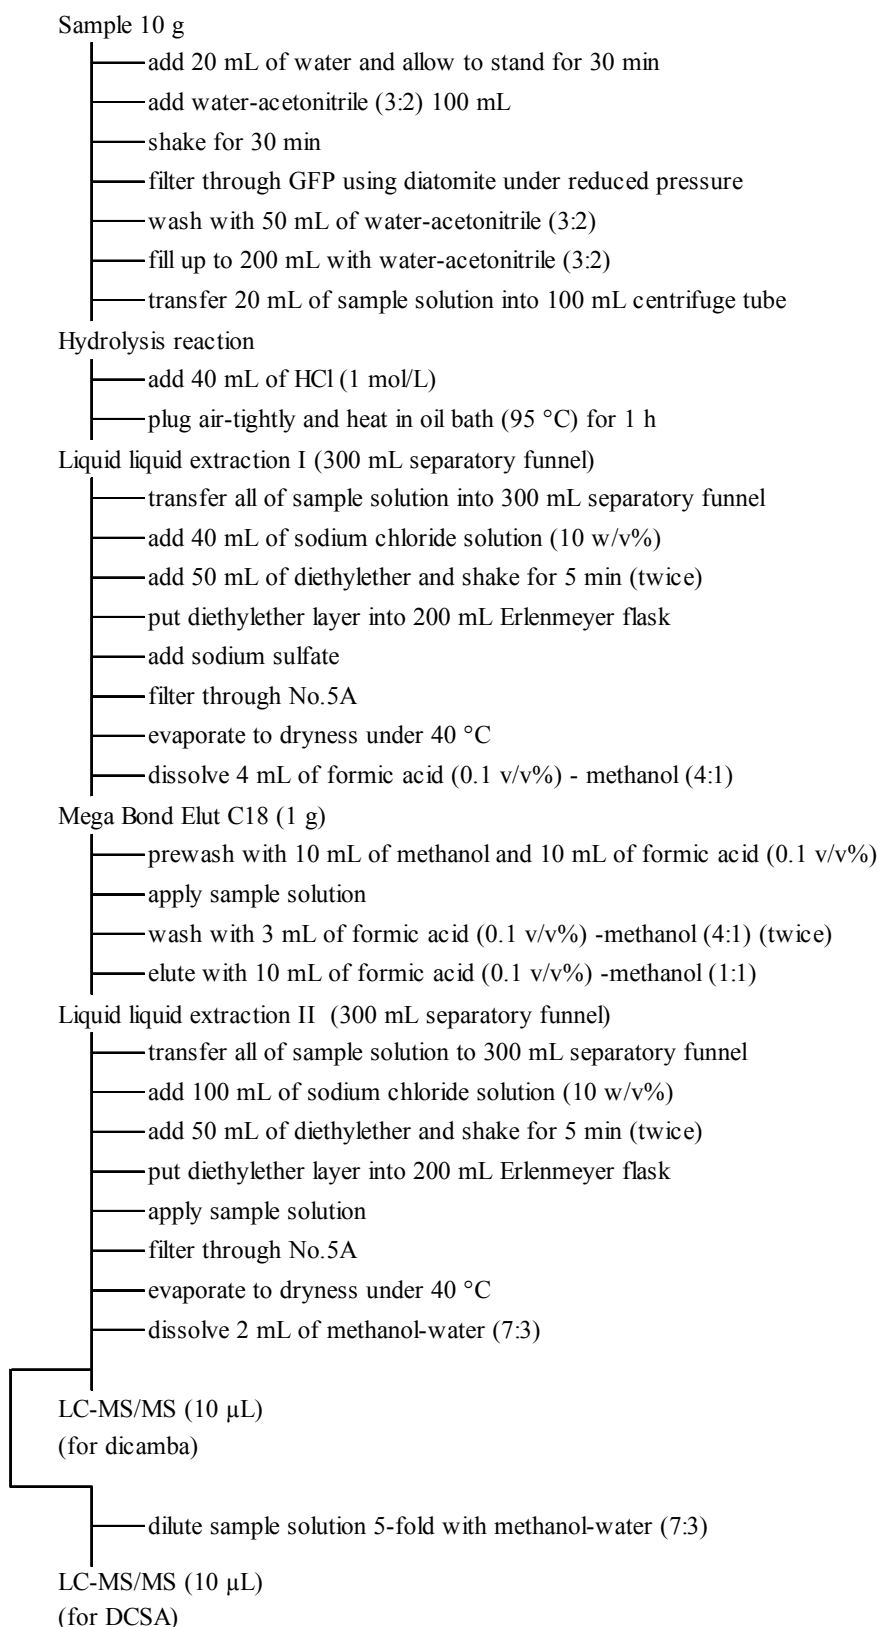 Sample 10 g
add 20 mL of water and allow to stand for 30 min
add water-acetonitrile (3:2) 100 mL
shake for 30 min
filter through GFP using diatomite under reduced pressure
wash with 50 mL of water-acetonitrile (3:2)
fill up to 200 mL with water-acetonitrile (3:2)
transfer 20 mL of sample solution into 100 mL centrifuge tube
Hydrolysis reaction
add 40 mL of HCl (1 mol/L)
plug air-tightly and heat in oil bath (95 °C) for 1 h
Liquid liquid extraction I (300 mL separatory funnel)
transfer all of sample solution into 300 mL separatory funnel
add 40 mL of sodium chloride solution (10 w/v%)
add 50 mL of diethylether and shake for 5 min (twice)
put diethylether layer into 200 mL Erlenmeyer flask
add sodium sulfate
filter through No.5A
evaporate to dryness under 40 °C
dissolve 4 mL of formic acid (0.1 v/v%) - methanol (4:1)
Mega Bond Elut C18 (1 g)
prewash with 10 mL of methanol and 10 mL of formic acid (0.1 v/v%)
apply sample solution
wash with 3 mL of formic acid (0.1 v/v%) -methanol (4:1) (twice)
elute with 10 mL of formic acid (0.1 v/v%) -methanol (1:1)
Liquid liquid extraction II (300 mL separatory funnel)
transfer all of sample solution to 300 mL separatory funnel
add 100 mL of sodium chloride solution (10 w/v%)
add 50 mL of diethylether and shake for 5 min (twice)
put diethylether layer into 200 mL Erlenmeyer flask
apply sample solution
filter through No.5A
evaporate to dryness under 40 °C
dissolve 2 mL of methanol-water (7:3)
LC-MS/MS (10 µL)
(for dicamba)
dilute sample solution 5-fold with methanol-water (7:3)
LC-MS/MS (10 µL)
(for DCSA)